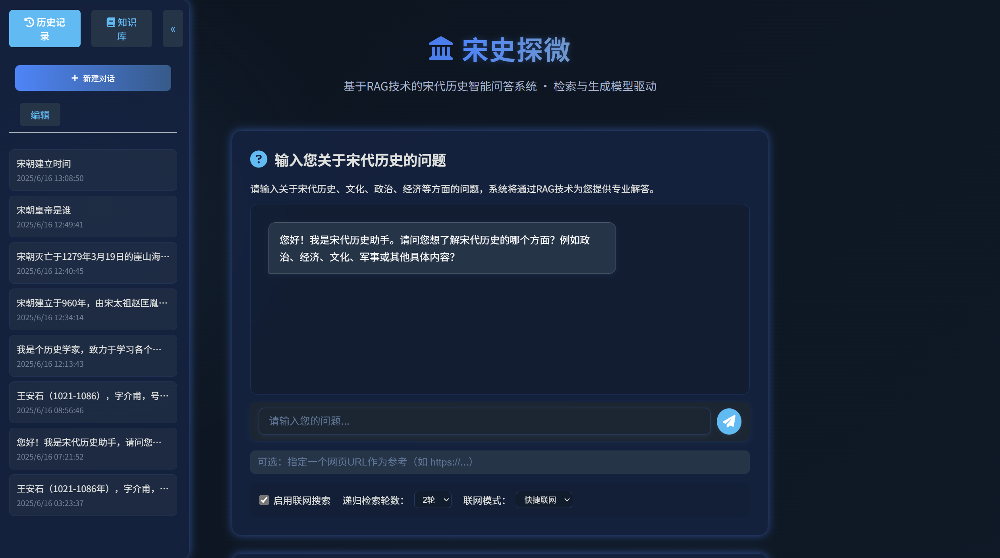 历史记
录
知识
库
«
+ 新建对话
编辑
宋朝建立时间
2025/6/16 13:08:50
宋朝皇帝是谁
2025/6/16 12:49:41
宋朝灭亡于1279年3月19日的崖山海…
2025/6/16 12:40:45
宋朝建立于960年，由宋太祖赵匡胤…
2025/6/16 12:34:14
我是个历史学家，致力于学习各个…
2025/6/16 12:13:43
王安石（1021-1086），字介甫，号…
2025/6/16 08:56:46
您好！我是宋代历史助手，请问您…
2025/6/16 07:21:52
王安石（1021-1086年），字介甫，…
2025/6/16 03:23:37
宋史探微
基于RAG技术的宋代历史智能问答系统 · 检索与生成模型驱动
? 输入您关于宋代历史的问题
请输入关于宋代历史、文化、政治、经济等方面的问题，系统将通过RAG技术为您提供专业解答。
您好！我是宋代历史助手。请问您想了解宋代历史的哪个方面？例如政
治、经济、文化、军事或其他具体内容？
请输入您的问题...
可选：指定一个网页URL作为参考（如 https://...）
启用联网搜索 递归检索轮数： 2轮 联网模式： 快捷联网